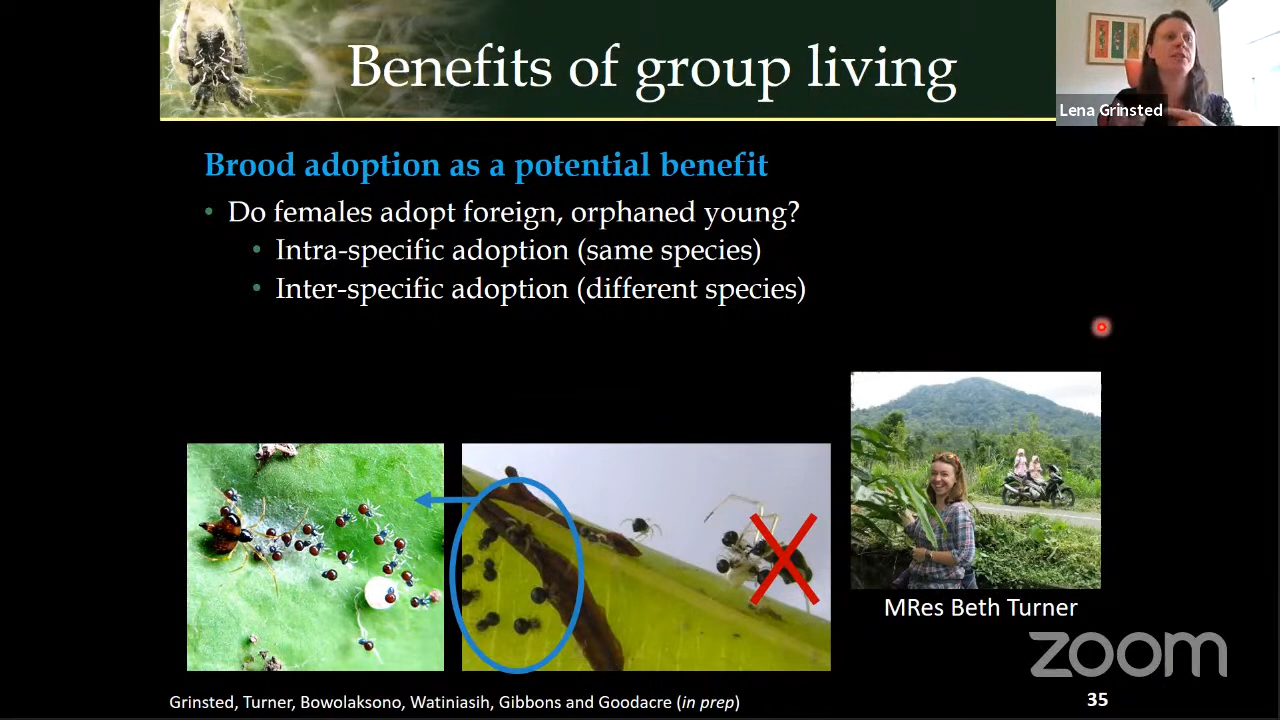 Benefits of group living
Lena Grinsted
Brood adoption as a potential benefit
• Do females adopt foreign, orphaned young?
• Intra-specific adoption (same species)
• Inter-specific adoption (different species)
MRes Beth Turner
zoom
Grinsted, Turner, Bowolaksono, Watiniasih, Gibbons and Goodacre (in prep)
35